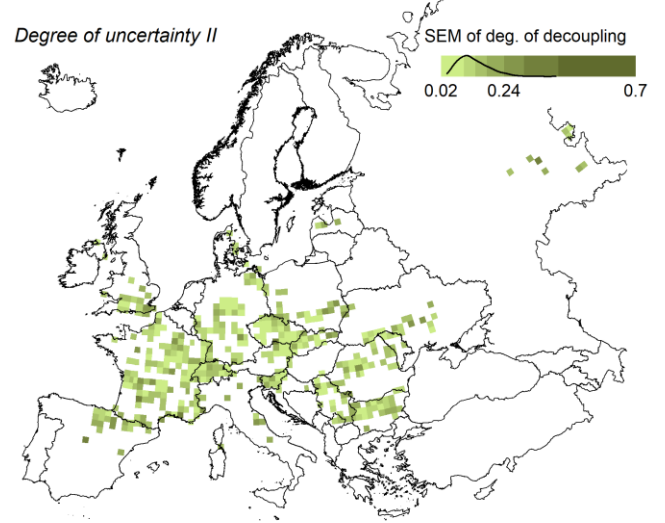 Degree of uncertainty II
SEM of deg. of decoupling
0.02 0.24 0.7